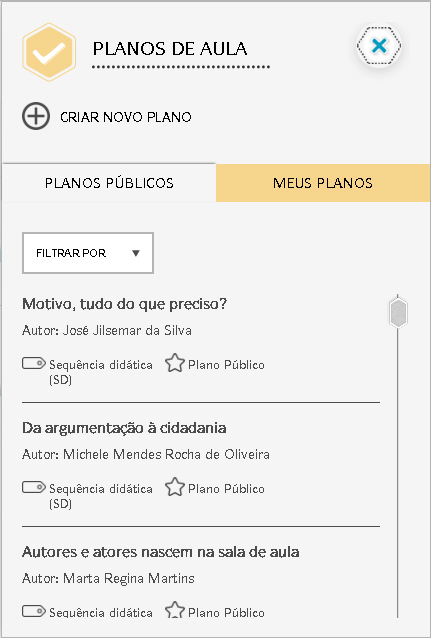 PLANOS DE AULA
CRIAR NOVO PLANO
PLANOS PÚBLICOS
MEUS PLANOS
FILTRAR POR
Motivo, tudo do que preciso?
Autor: José Jilsemar da Silva
Sequência didática
(SD)
Plano Público
Da argumentação à cidadania
Autor: Michele Mendes Rocha de Oliveira
Sequência didática
(SD)
Plano Público
Autores e atores nascem na sala de aula
Autor: Marta Regina Martins
Sequência didática
Plano Público